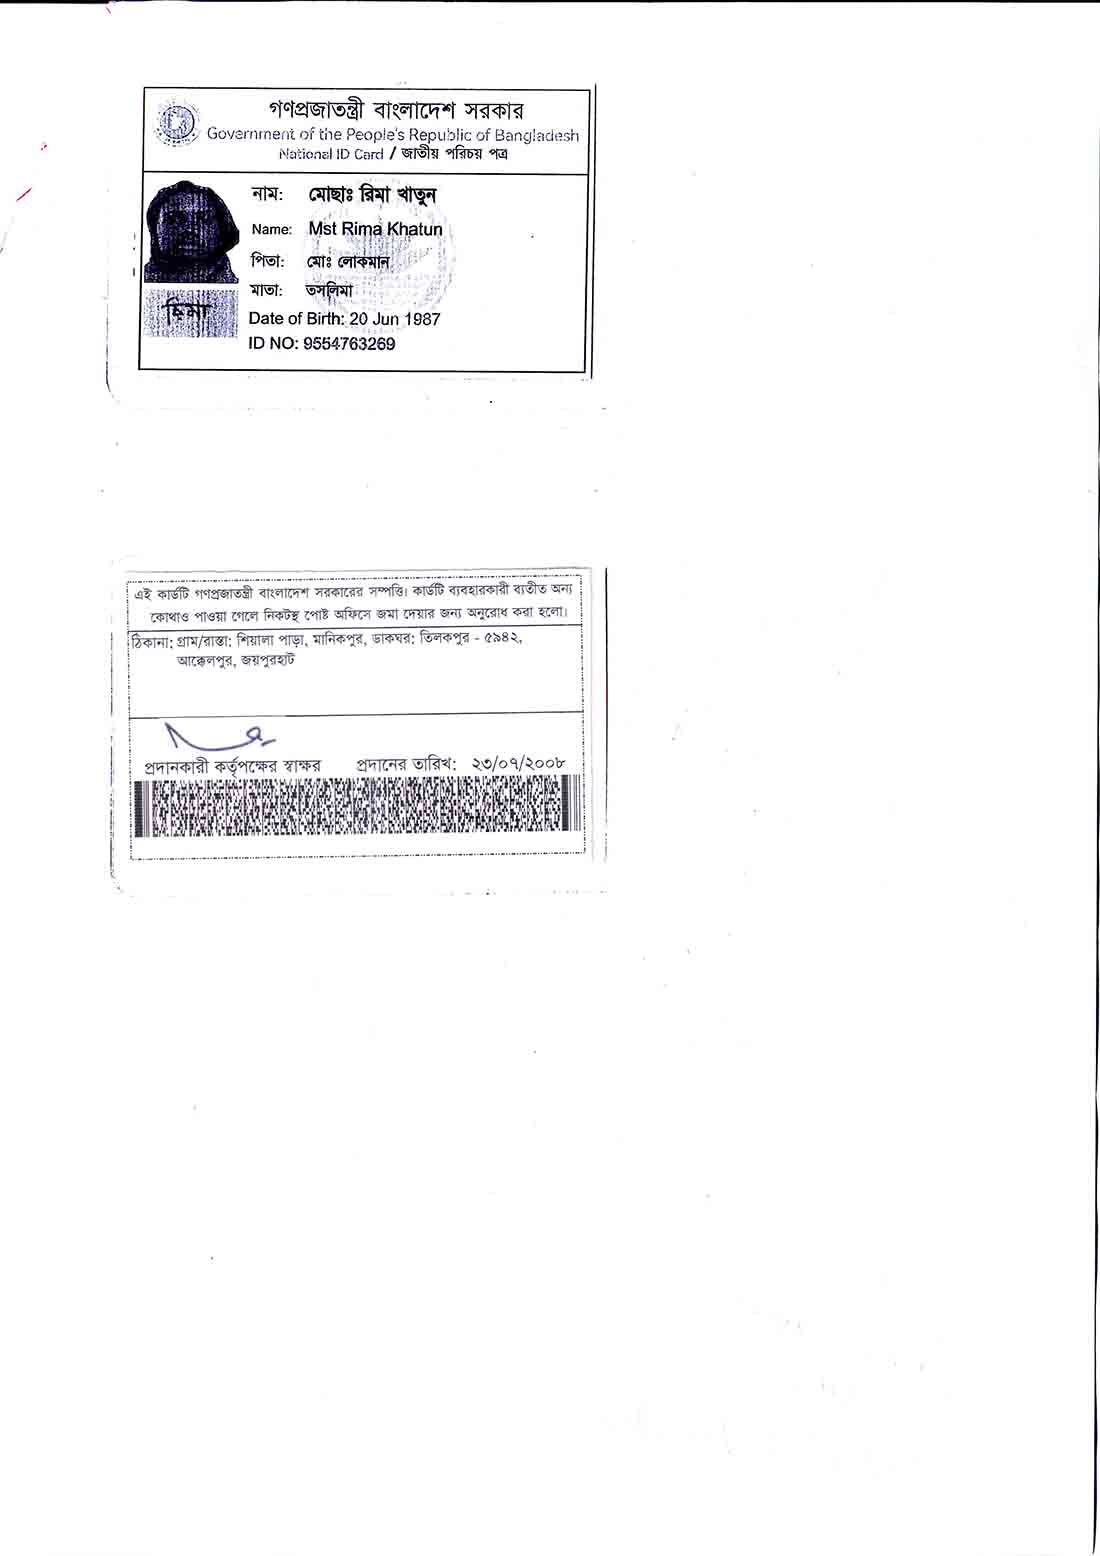 গণপ্রজাতন্ত্রী বাংলাদেশ সরকার
Government of the People's Republic of Bangladesh
National ID Card / জাতীয় পরিচয় পত্র
নাম: মোছাঃ রিমা খাতুন
Name: Mst Rima Khatun
পিতা: মোঃ লোকমান
মাতা: তসলিমা
Date of Birth: 20 Jun 1987
ID NO: 9554763269
এই কার্ডটি গণপ্রজাতন্ত্রী বাংলাদেশ সরকারের সম্পত্তি। কার্ডটি ব্যবহারকারী ব্যতীত অন্য
কোথাও পাওয়া গেলে নিকটস্থ পোষ্ট অফিসে জমা দেয়ার জন্য অনুরোধ করা হলো।
ঠিকানা: গ্রাম/রাস্তা: শিয়ালা পাড়া, মানিকপুর, ডাকঘর: তিলকপুর - ৫৯৪২,
আক্কেলপুর, জয়পুরহাট
প্রদানকারী কর্তৃপক্ষের স্বাক্ষর প্রদানের তারিখ: ২৩/০৭/২০০৮